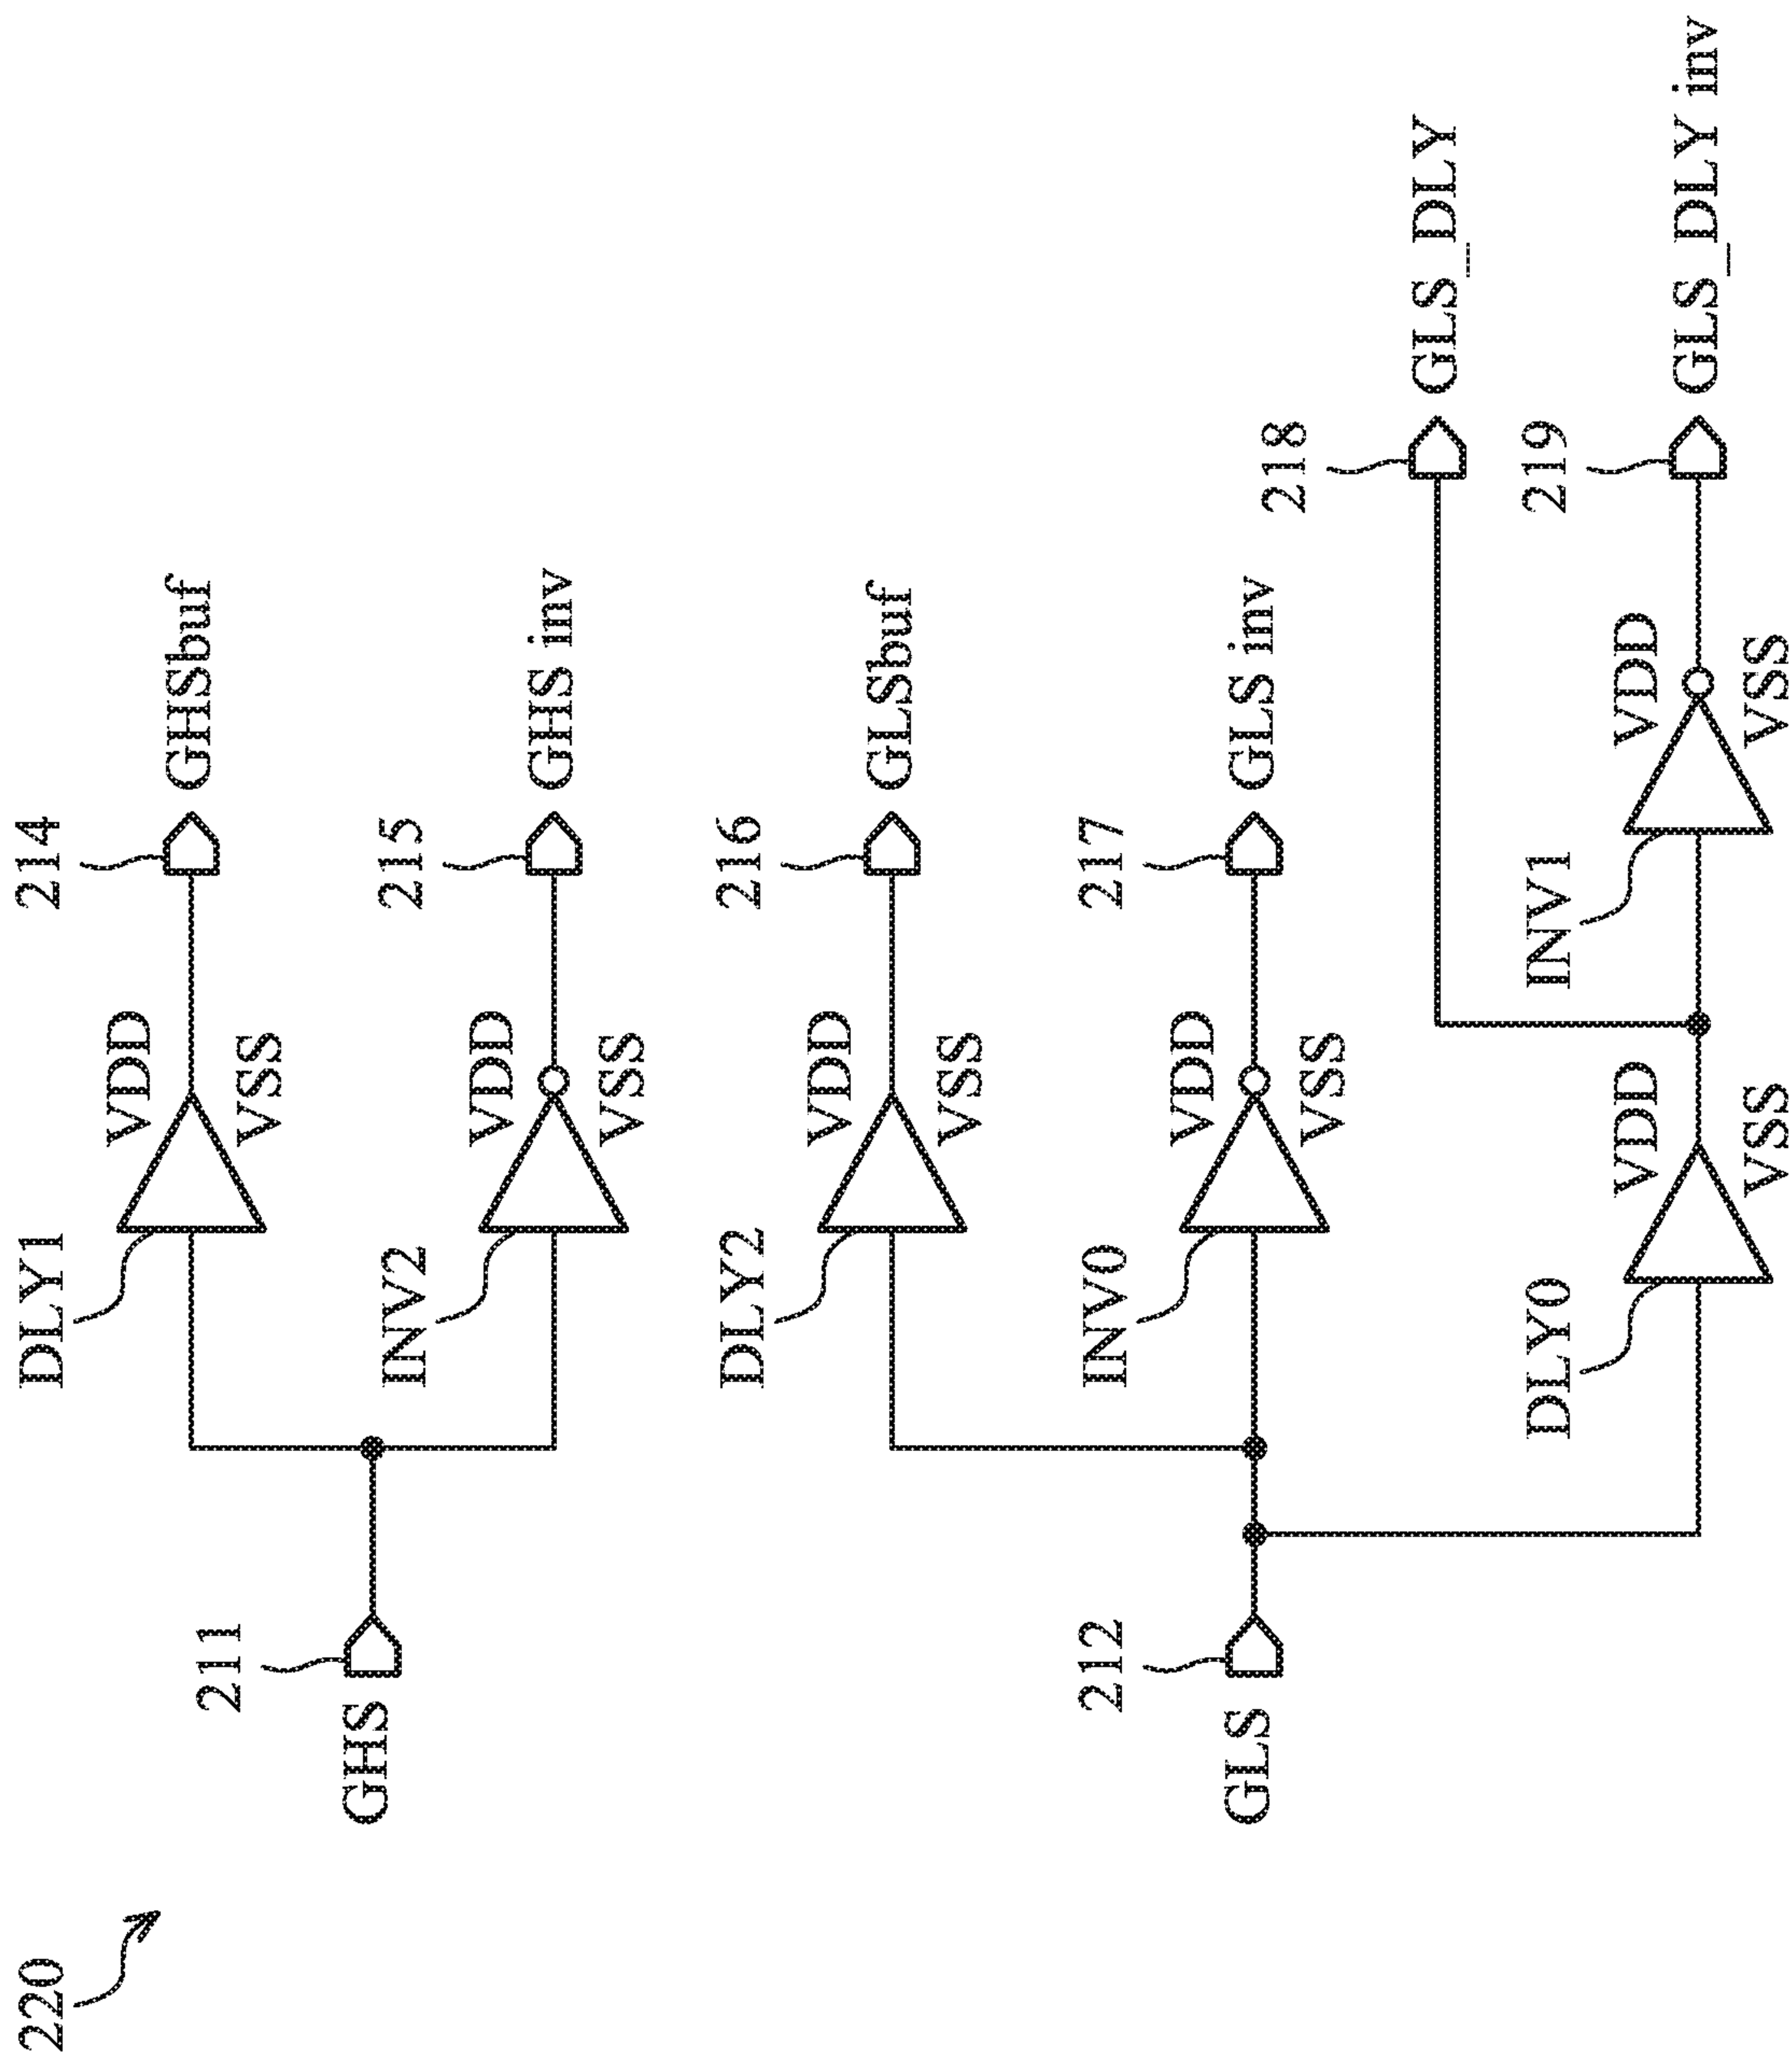 220
GHS
211
DLY1
VDD
VSS
214
GHSbuf
INV2
VDD
VSS
215
GHS inv
DLY2
VDD
VSS
216
GLSbuf
GLS
212
INV0
VDD
VSS
217
GLS inv
218
GLS_DLY
DLY0
VDD
VSS
INV1
VDD
VSS
219
GLS_DLY inv